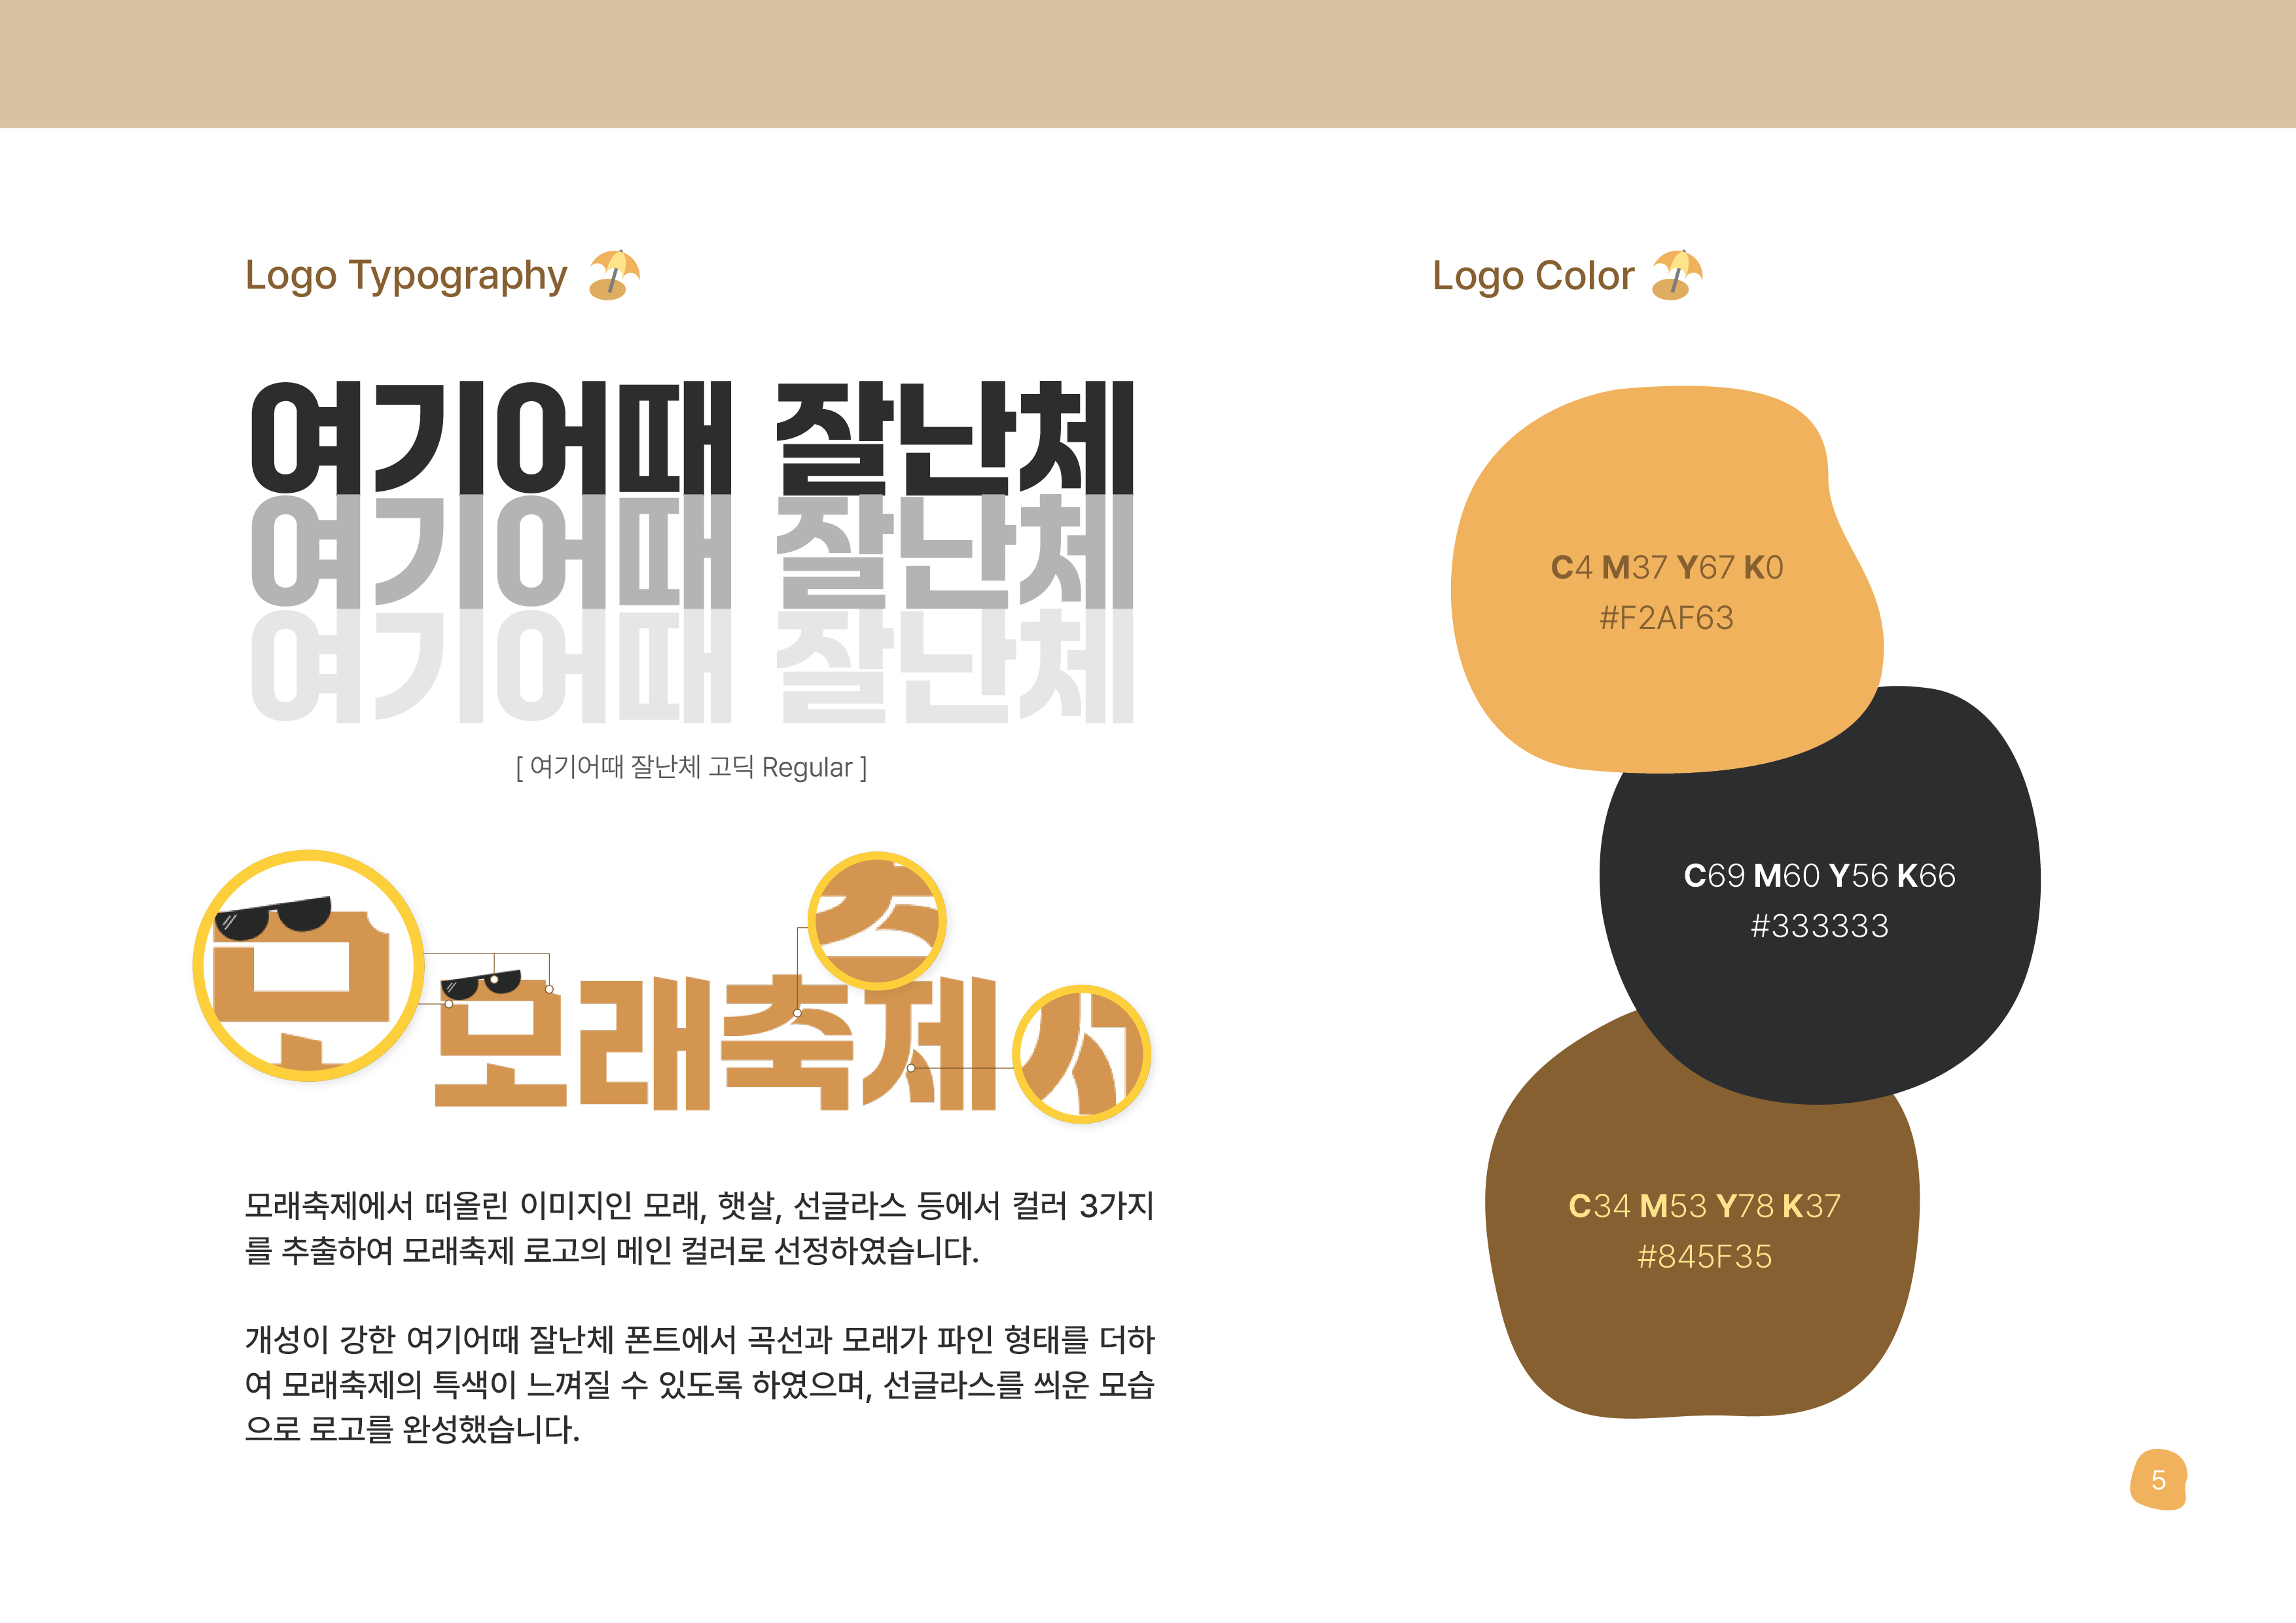 Logo Typography
여기어때 잘난체
여기어때 잘난체
여기어때 잘난체
[ 여기어때 잘난체 고딕 Regular ]
모래축제
모래축제에서 떠올린 이미지인 모래, 햇살, 선글라스 등에서 컬러 3가지
를 추출하여 모래축제 로고의 메인 컬러로 선정하였습니다.
개성이 강한 여기어때 잘난체 폰트에서 곡선과 모래가 파인 형태를 더하
여 모래축제의 특색이 느껴질 수 있도록 하였으며, 선글라스를 씌운 모습
으로 로고를 완성했습니다.
Logo Color
C4 M37 Y67 K0
#F2AF63
C69 M60 Y56 K66
#333333
C34 M53 Y78 K37
#845F35
5